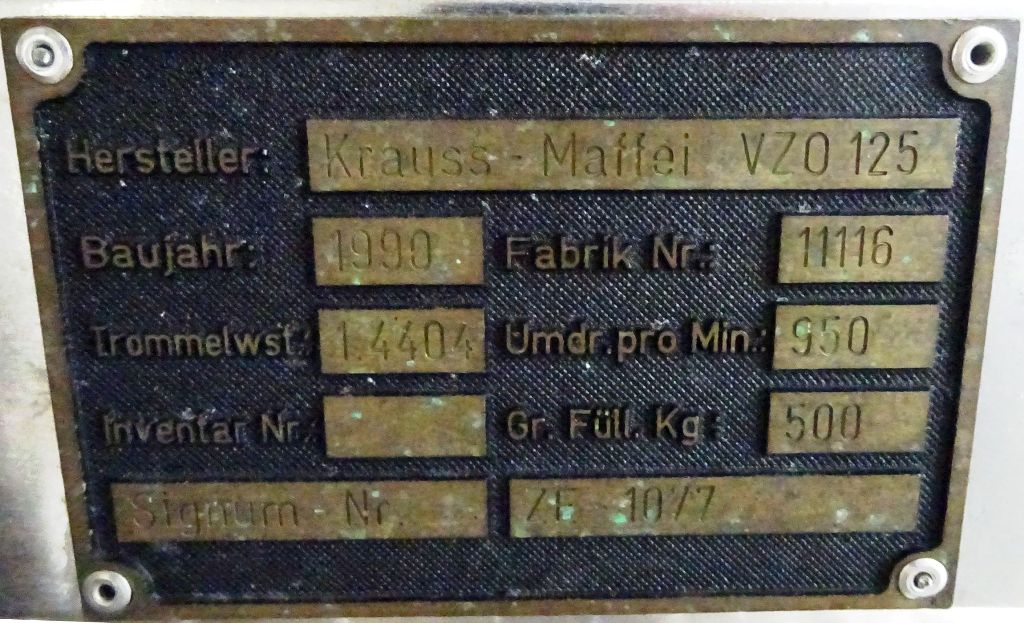 Hersteller: Krauss-Maffei VZO 125
Baujahr: 1990 Fabrik Nr.: 11116
Trommelwst.: 1.4404 Umdr. pro Min.: 950
Inventar Nr.: Gr. Füll. Kg: 500
Signum-Nr. ZE-1077